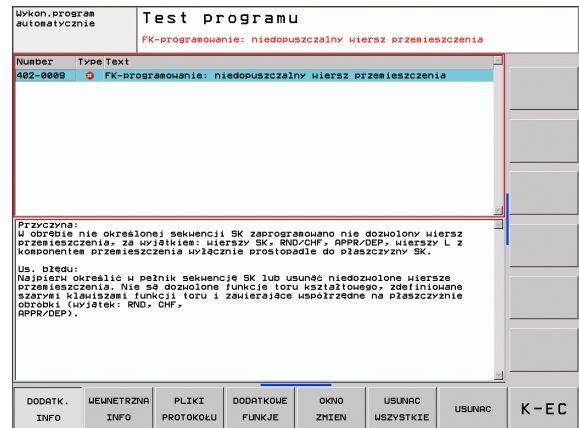 Wykon.program
automatycznie
Test programu
FK-programowanie: niedopuszczalny wiersz przemieszczenia
Number Type Text
402-0009 FK-programowanie: niedopuszczalny wiersz przemieszczenia
Przyczyna:
W obrębie nie określonej sekwencji SK zaprogramowano nie dozwolony wiersz
przemieszczenia, za wyjątkiem: wierszy SK, RND/CHF, APPR/DEP, wierszy L z
komponentem przemieszczenia wyłącznie prostopadle do płaszczyzny SK.
Us. błędu:
Najpierw określić w pełnik sekwencję SK lub usunąć niedozwolone wiersze
przemieszczenia. Nie są dozwolone funkcje toru kształtowego, zdefiniowane
szarymi klawiszami funkcji toru i zawierające współrzędne na płaszczyźnie
obróbki (wyjątek: RND, CHF,
APPR/DEP).
DODATK.
INFO
WEWNETRZNA
INFO
PLIKI
PROTOKOŁU
DODATKOWE
FUNKJE
OKNO
ZMIEN
USUNAC
WSZYSTKIE
USUNAC
K-EC